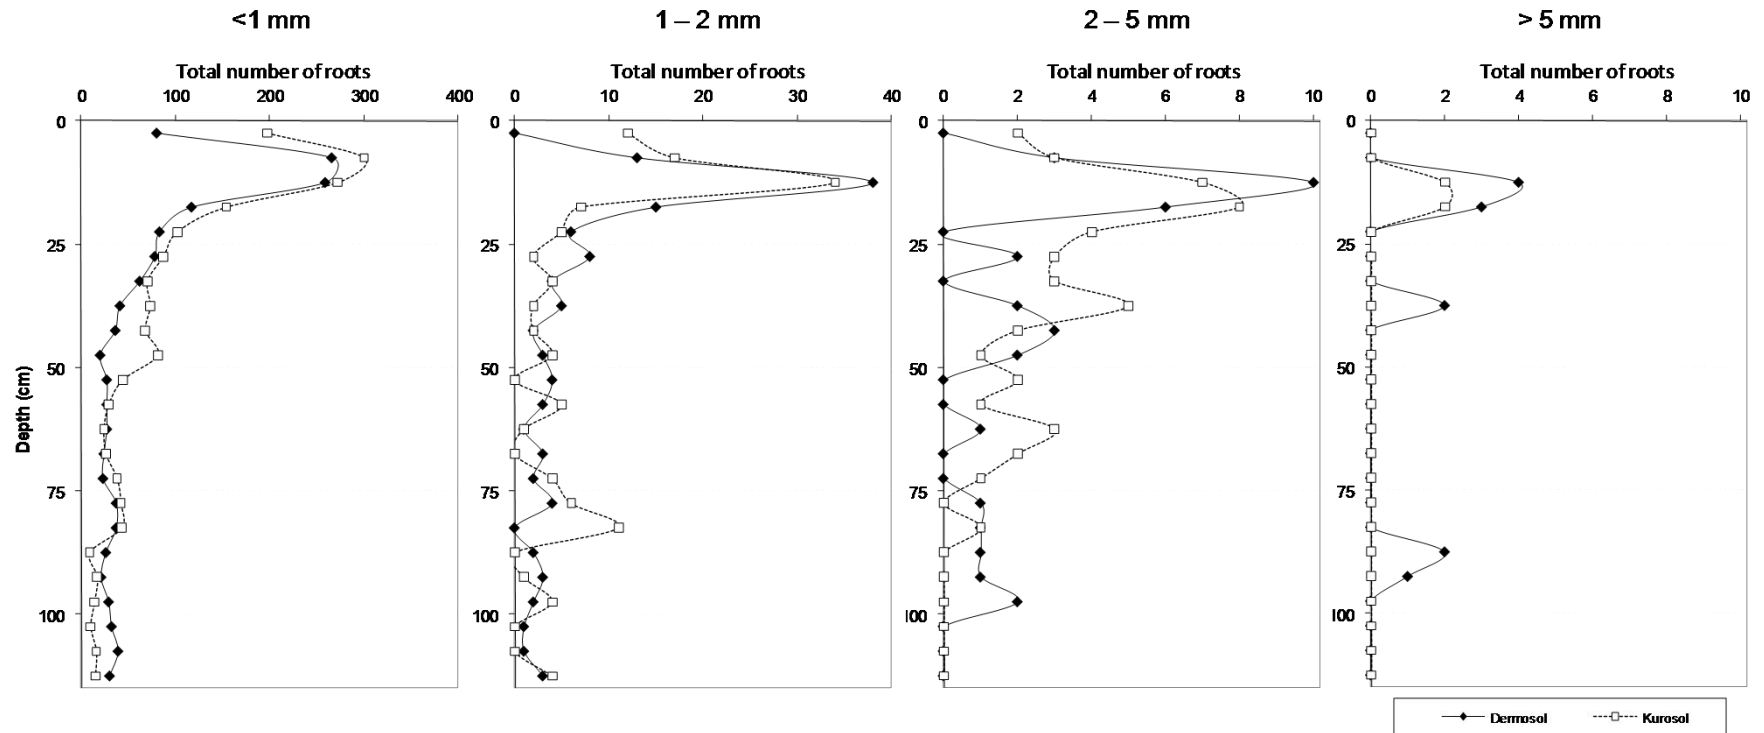 <1 mm
1 – 2 mm
2 – 5 mm
> 5 mm
Total number of roots
Total number of roots
Total number of roots
Total number of roots
0 100 200 300 400
0 10 20 30 40
0 2 4 6 8 10
0 2 4 6 8 10
0 0 0 0
25 25 25 25
50 50 50 50
Depth (cm)
75 75 75 75
100 100 100 100
Dermosol Kurosol